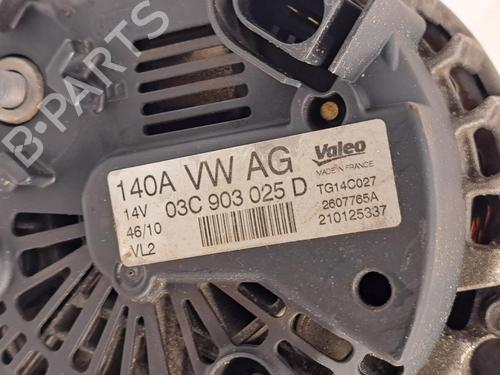 B-PARTS
140A VW AG
Valeo
MADE IN FRANCE
14V
03C 903 025 D
TG14C027
46/10
2607765A
VL2
210125337